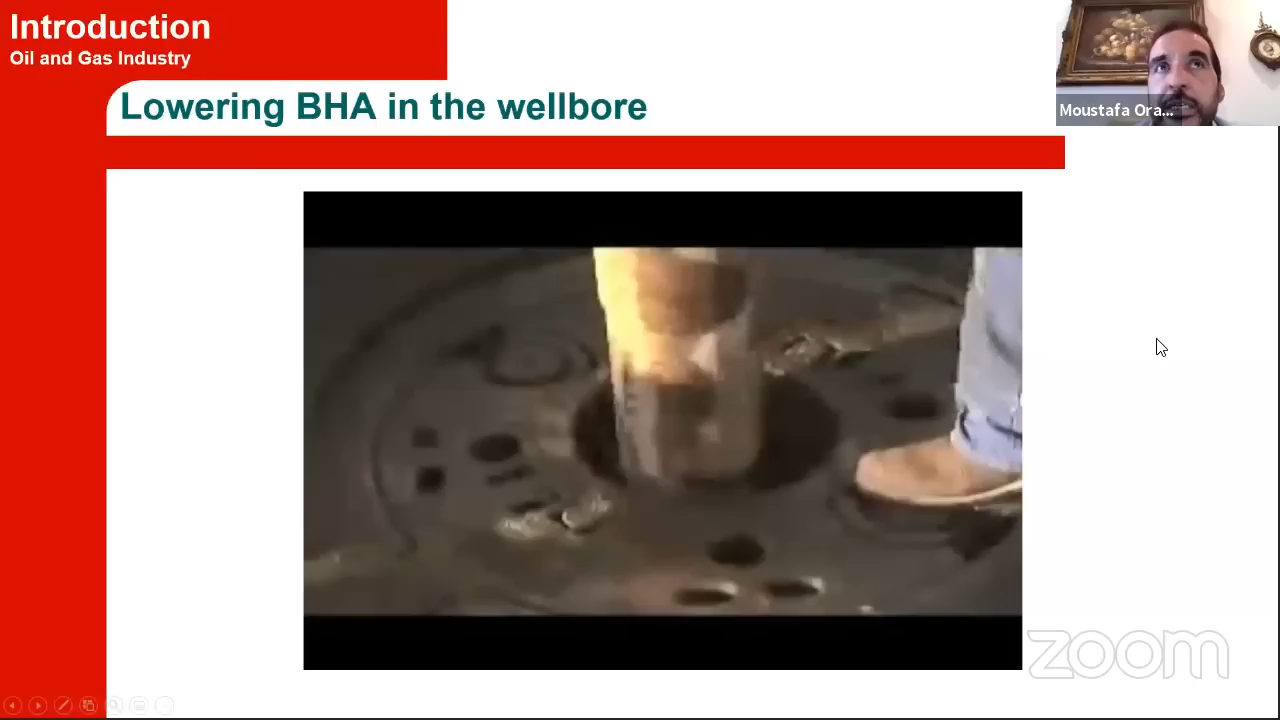 Introduction
Oil and Gas Industry
Lowering BHA in the wellbore
Moustafa Ora...
zoom